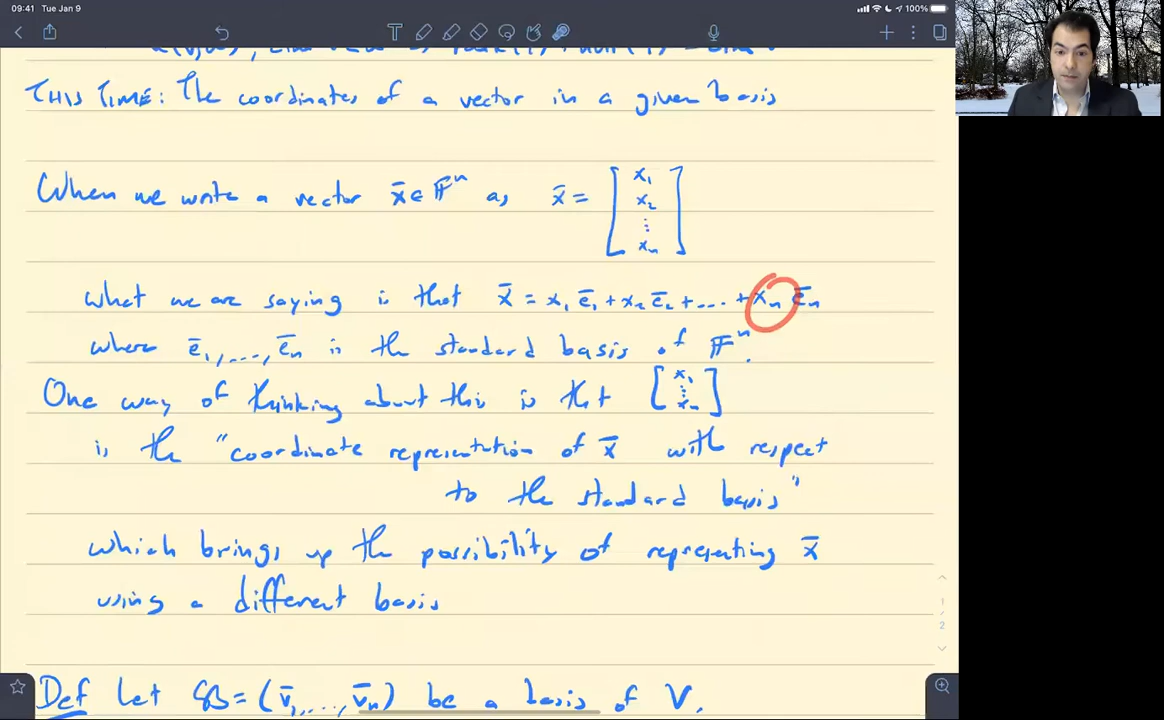 09:41 Tue Jan 9
100%
THIS TIME: The coordinates of a vector in a given basis
When we write a vector x̄ ∈ 𝔽ⁿ as x̄ = [x₁ x₂ ⋮ xₙ]
what we are saying is that x̄ = x₁ē₁ + x₂ē₂ + .... + xₙēₙ
where ē₁,....,ēₙ is the standard basis of 𝔽ⁿ.
One way of thinking about this is that [x₁ ⋮ xₙ]
is the "coordinate representation of x̄ with respect
to the standard basis"
which brings up the possibility of representing x̄
using a different basis
1
/
2
Def Let ℬ = (v̄₁,....,v̄ₙ) be a basis of V.